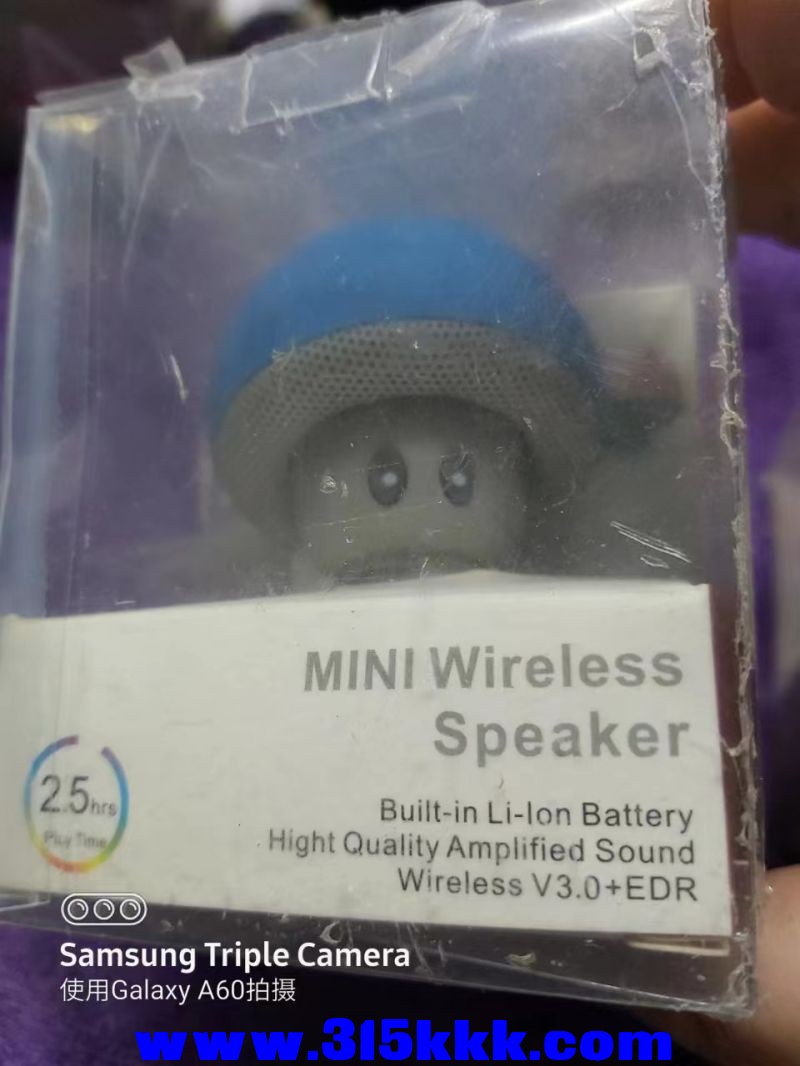 MINI Wireless
Speaker
2.5hrs
Play Time
Built-in Li-Ion Battery
Hight Quality Amplified Sound
Wireless V3.0+EDR
Samsung Triple Camera
使用Galaxy A60拍摄
www.315kkk.com